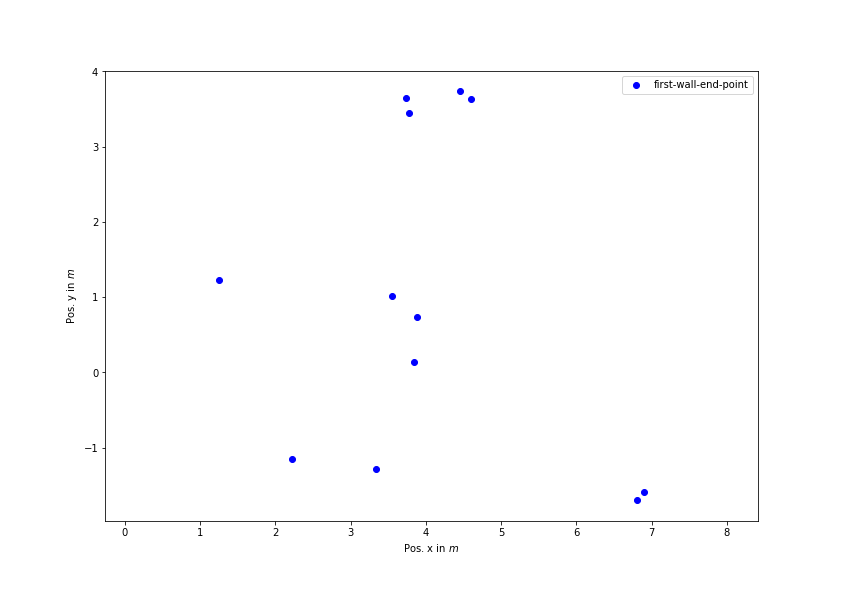 first-wall-end-point
4
3
2
1
0
−1
Pos. y in m
0 1 2 3 4 5 6 7 8
Pos. x in m